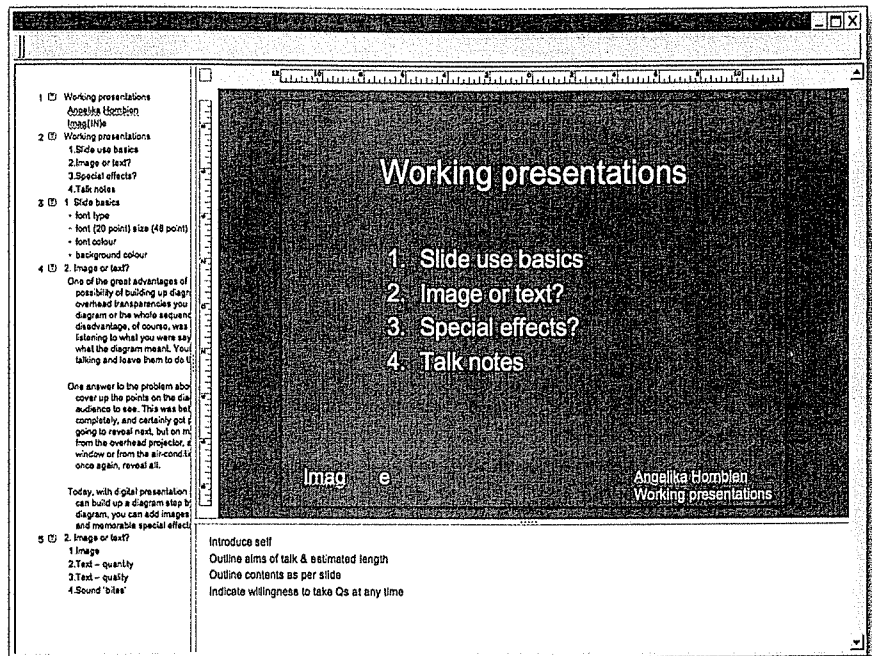 1 Working presentations
Angelika Hornbien
Imag(IN)e
2 Working presentations
1.Slide use basics
2.Image or text?
3.Special effects?
4.Talk notes
3 1 Slide basics
• font type
• font (20 point) size (48 point)
• font colour
• background colour
4 2. Image or text?
One of the great advantages of
possibility of building up diagr
overhead transparencies you
diagram or the whole sequenc
disadvantage, of course, was
listening to what you were say
what the diagram meant. You
talking and leave them to do t
One answer to the problem abo
cover up the points on the dia
audience to see. This was bet
completely, and certainly got
going to reveal next, but on m
from the overhead projector, a
window or from the air-condit
once again, reveal all.
Today, with digital presentation
can build up a diagram step b
diagram, you can add images
and memorable special effect
5 2. Image or text?
1 Image
2.Text – quantity
3.Text – quality
4.Sound 'bites'
Working presentations
1. Slide use basics
2. Image or text?
3. Special effects?
4. Talk notes
Imag e
Angelika Hornbien
Working presentations
Introduce self
Outline aims of talk & estimated length
Outline contents as per slide
Indicate willingness to take Qs at any time